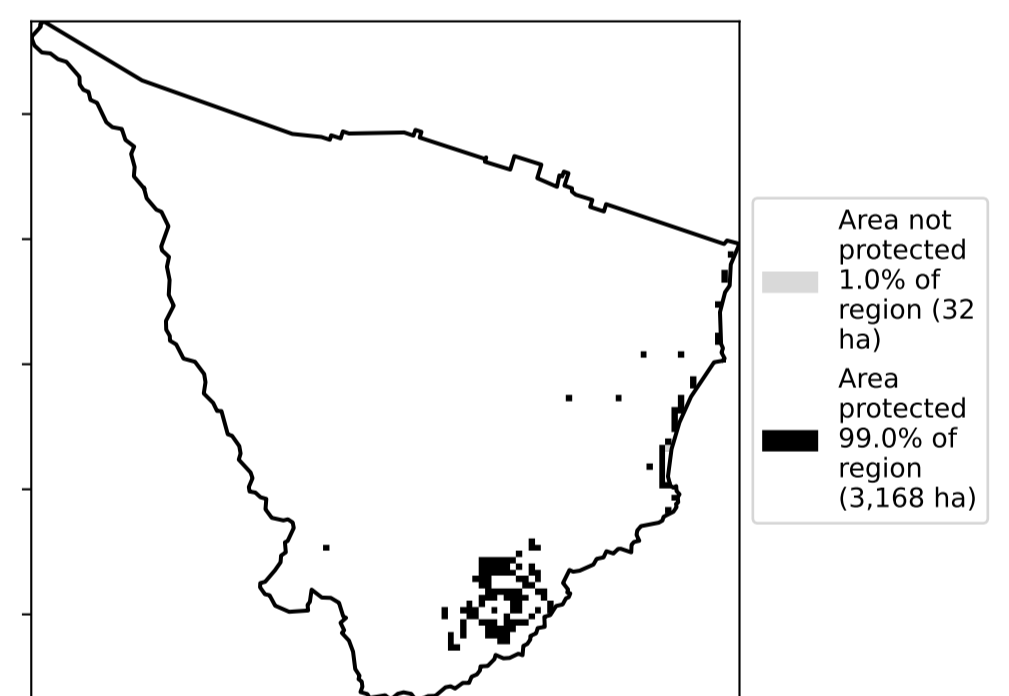 Area not
protected
1.0% of
region (32
ha)
Area
protected
99.0% of
region
(3,168 ha)